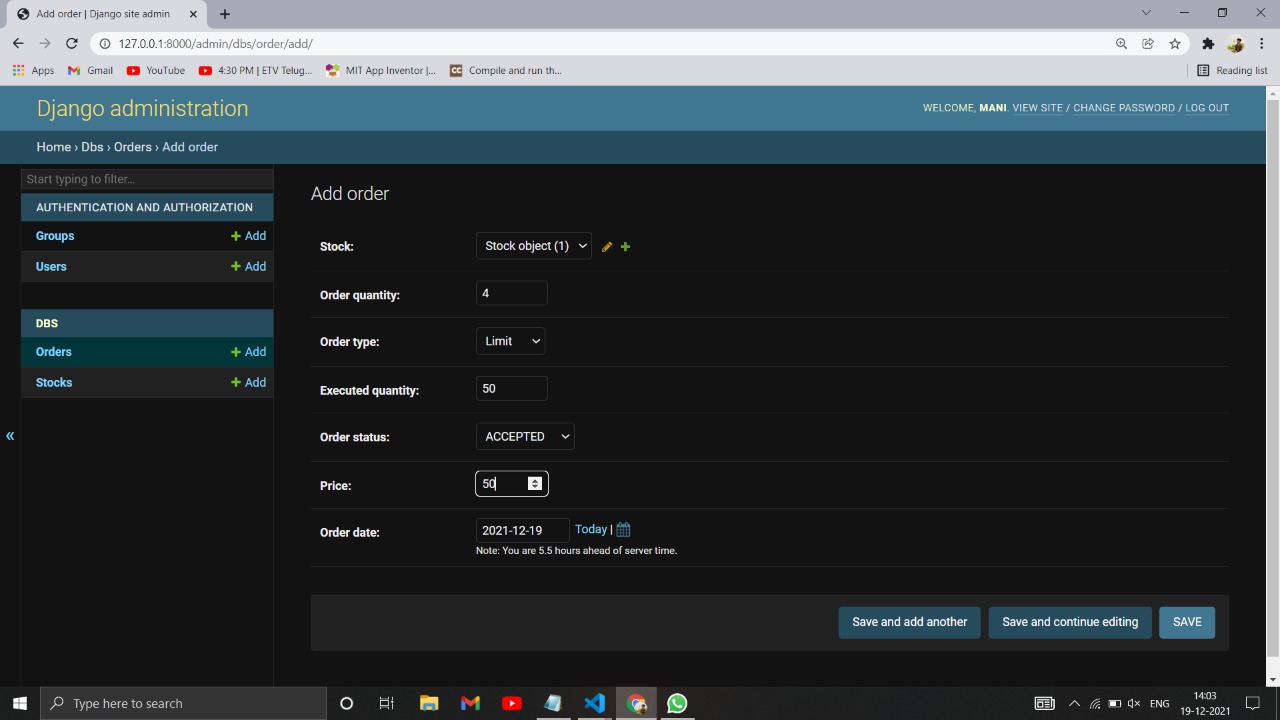 Add order | Django site admin
127.0.0.1:8000/admin/dbs/order/add/
Apps Gmail YouTube 4:30 PM | ETV Telug... MIT App Inventor |... CC Compile and run th... Reading list
Django administration
WELCOME, MANI. VIEW SITE / CHANGE PASSWORD / LOG OUT
Home › Dbs › Orders › Add order
Start typing to filter...
AUTHENTICATION AND AUTHORIZATION
Groups + Add
Users + Add
DBS
Orders + Add
Stocks + Add
«
Add order
Stock: Stock object (1)
Order quantity: 4
Order type: Limit
Executed quantity: 50
Order status: ACCEPTED
Price: 50
Order date: 2021-12-19 Today |
Note: You are 5.5 hours ahead of server time.
Save and add another Save and continue editing SAVE
Type here to search
ENG
14:03
19-12-2021